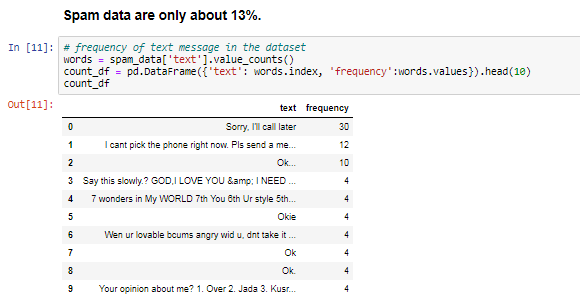 Spam data are only about 13%.
In [11]: # frequency of text message in the dataset
words = spam_data['text'].value_counts()
count_df = pd.DataFrame({'text': words.index, 'frequency':words.values}).head(10)
count_df
Out[11]:
text frequency
0 Sorry, I'll call later 30
1 I cant pick the phone right now. Pls send a me... 12
2 Ok... 10
3 Say this slowly.? GOD,I LOVE YOU &amp; I NEED ... 4
4 7 wonders in My WORLD 7th You 6th Ur style 5th... 4
5 Okie 4
6 Wen ur lovable bcums angry wid u, dnt take it ... 4
7 Ok 4
8 Ok. 4
9 Your opinion about me? 1. Over 2. Jada 3. Kusr... 4